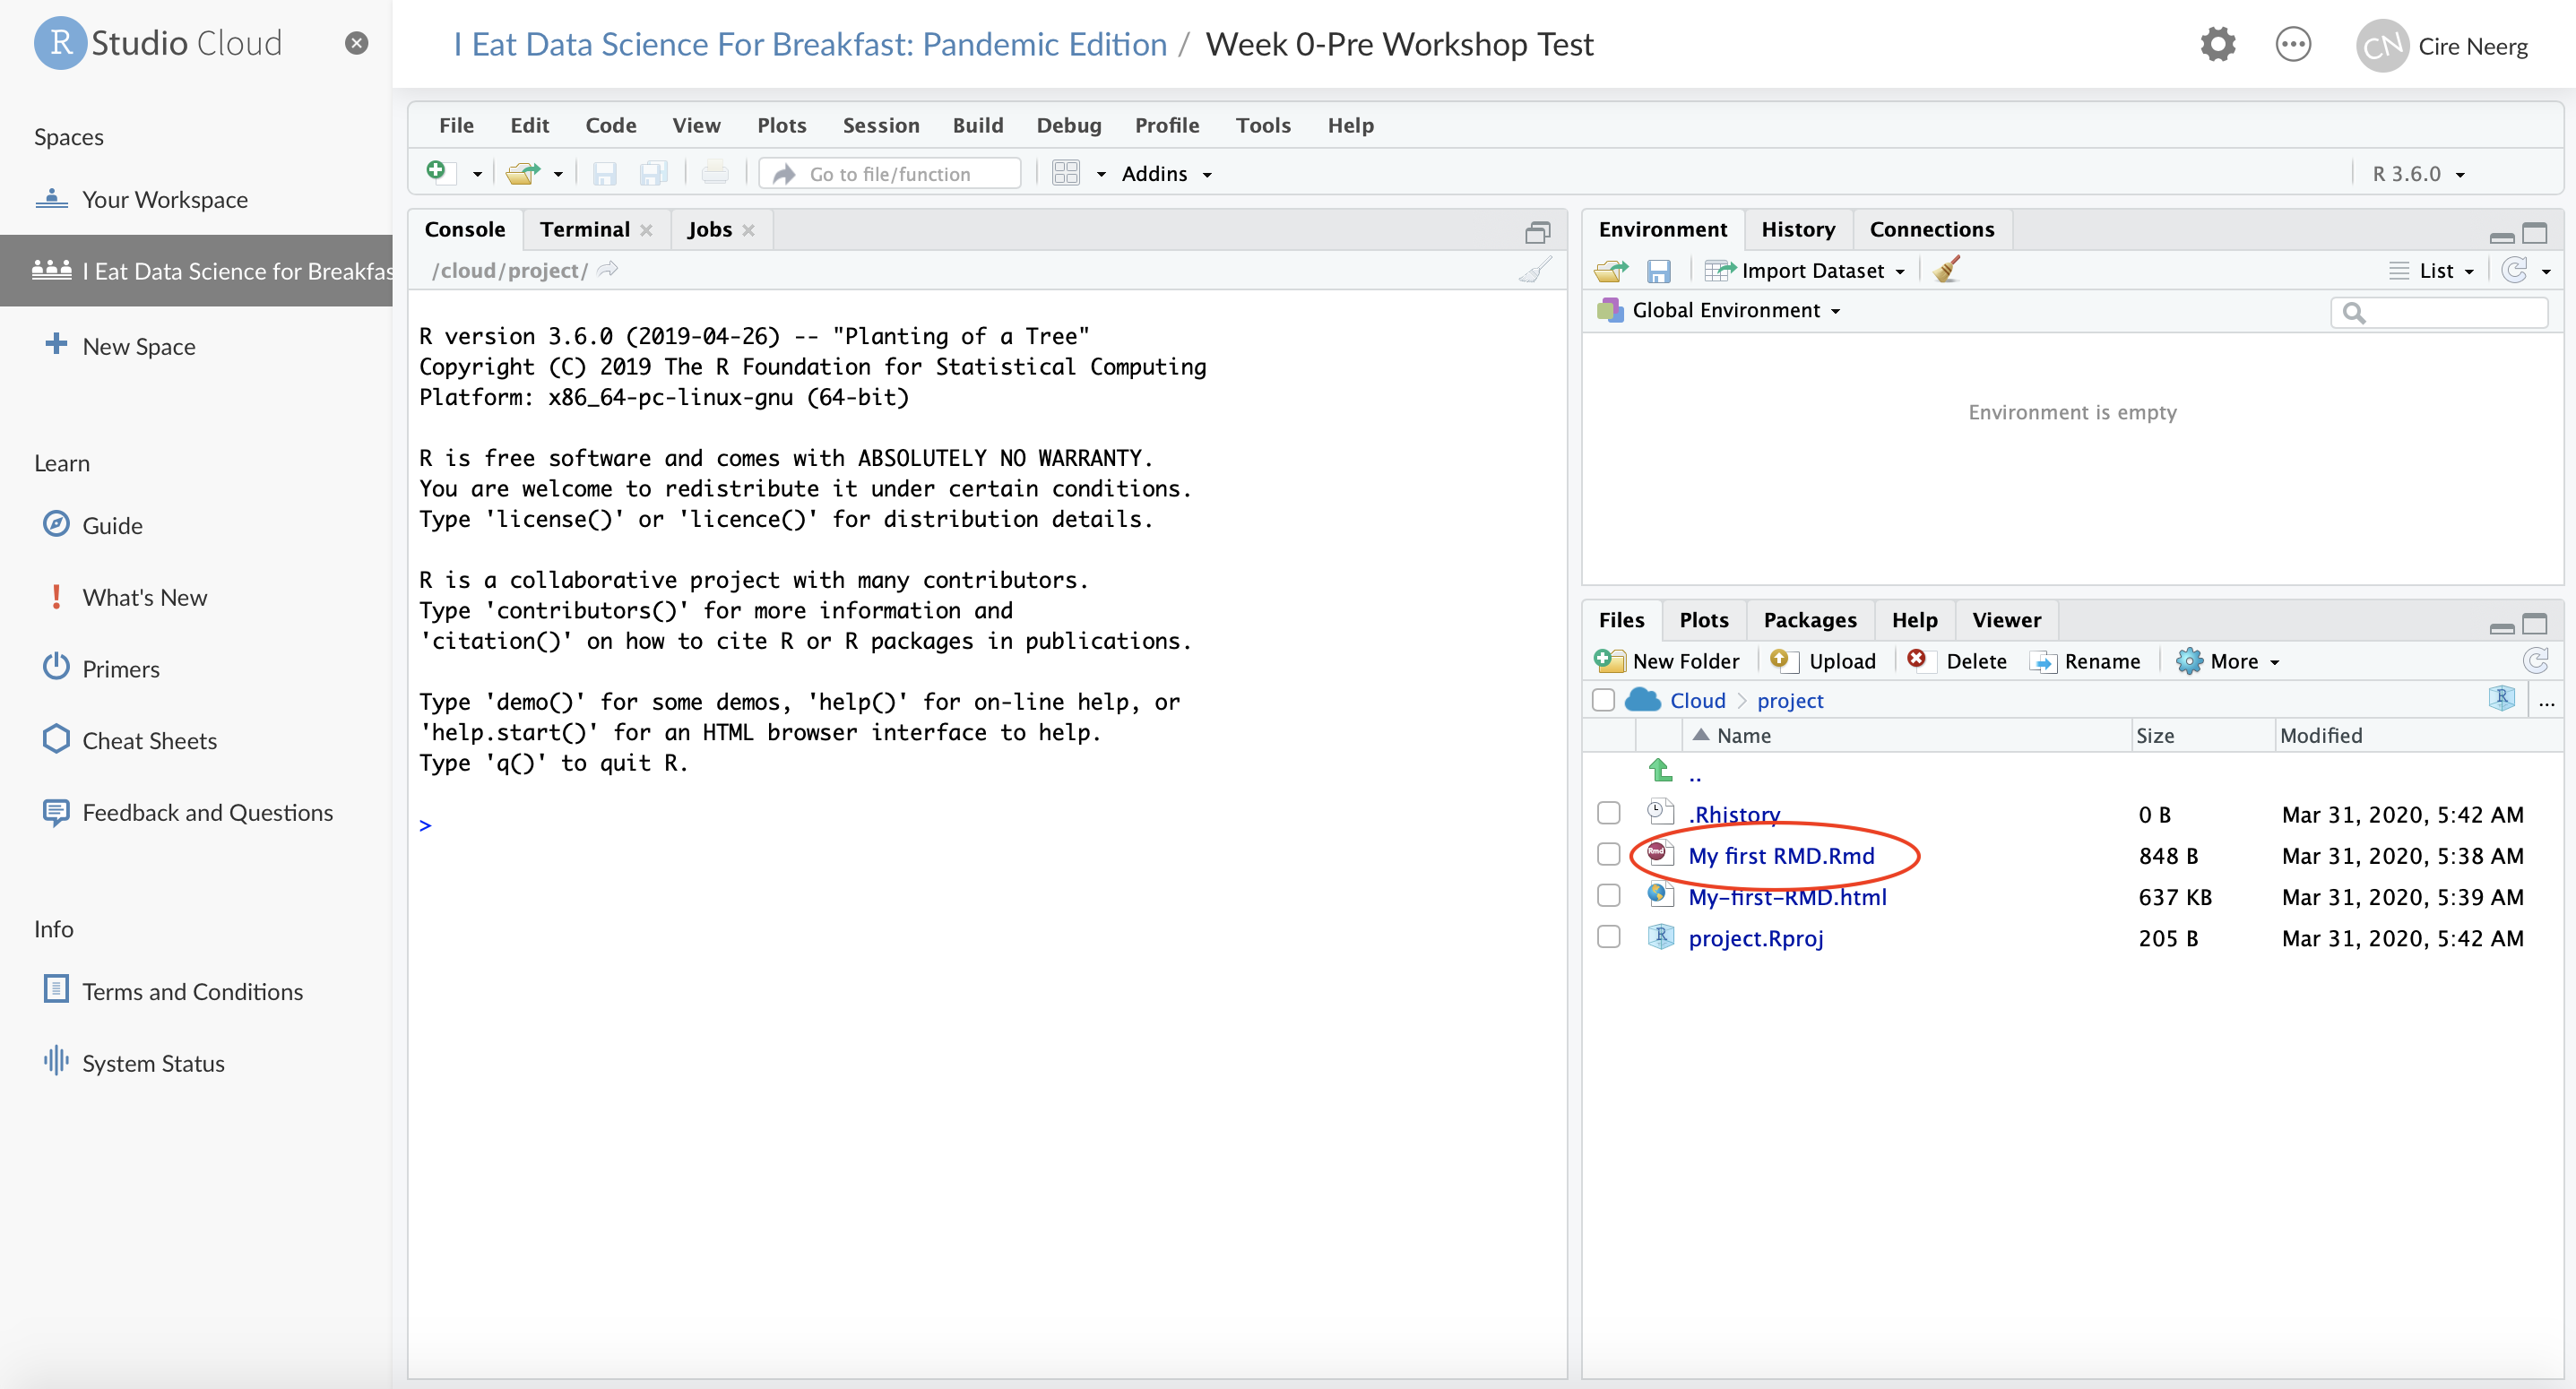 R Studio Cloud
I Eat Data Science For Breakfast: Pandemic Edition / Week 0-Pre Workshop Test
CN Cire Neerg
Spaces
Your Workspace
I Eat Data Science for Breakfas
New Space
Learn
Guide
What's New
Primers
Cheat Sheets
Feedback and Questions
Info
Terms and Conditions
System Status
File Edit Code View Plots Session Build Debug Profile Tools Help
Go to file/function Addins R 3.6.0
Console Terminal Jobs
/cloud/project/
R version 3.6.0 (2019-04-26) -- "Planting of a Tree"
Copyright (C) 2019 The R Foundation for Statistical Computing
Platform: x86_64-pc-linux-gnu (64-bit)
R is free software and comes with ABSOLUTELY NO WARRANTY.
You are welcome to redistribute it under certain conditions.
Type 'license()' or 'licence()' for distribution details.
R is a collaborative project with many contributors.
Type 'contributors()' for more information and
'citation()' on how to cite R or R packages in publications.
Type 'demo()' for some demos, 'help()' for on-line help, or
'help.start()' for an HTML browser interface to help.
Type 'q()' to quit R.
>
Environment History Connections
Import Dataset List
Global Environment
Environment is empty
Files Plots Packages Help Viewer
New Folder Upload Delete Rename More
Cloud project R ...
Name Size Modified
..
.Rhistory 0 B Mar 31, 2020, 5:42 AM
Rmd My first RMD.Rmd 848 B Mar 31, 2020, 5:38 AM
My-first-RMD.html 637 KB Mar 31, 2020, 5:39 AM
R project.Rproj 205 B Mar 31, 2020, 5:42 AM